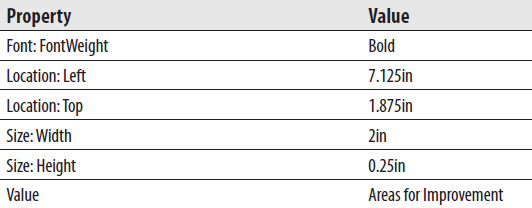 Property Value
Font: FontWeight Bold
Location: Left 7.125in
Location: Top 1.875in
Size: Width 2in
Size: Height 0.25in
Value Areas for Improvement